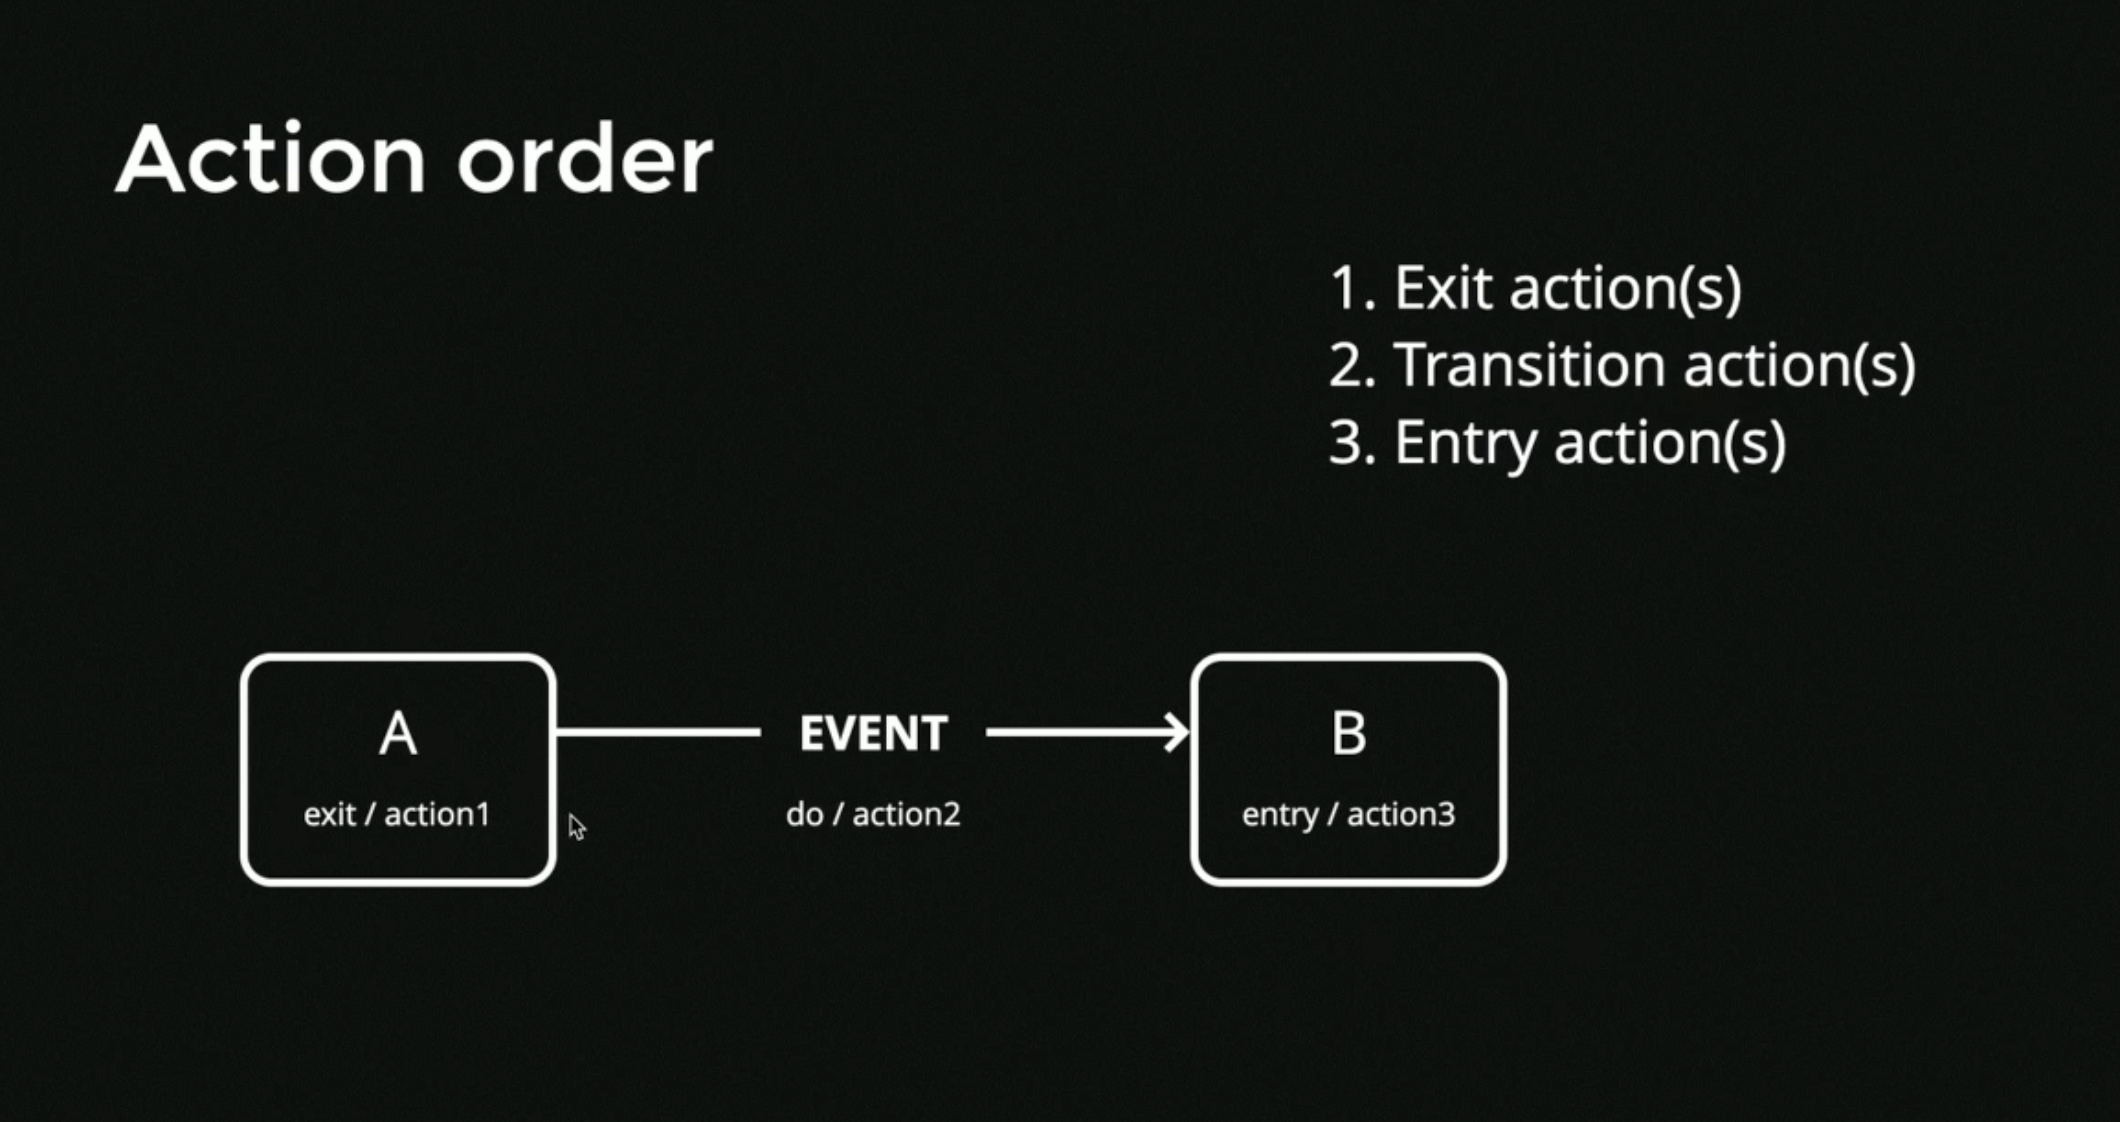 Action order
1. Exit action(s)
2. Transition action(s)
3. Entry action(s)
A
exit / action1
EVENT
do / action2
B
entry / action3